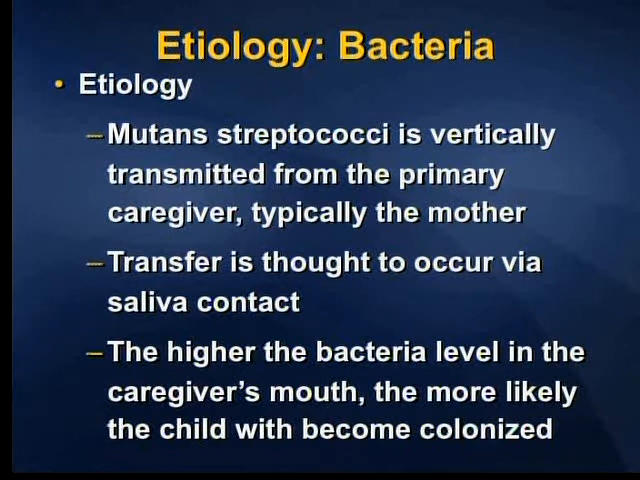 Etiology: Bacteria
• Etiology
– Mutans streptococci is vertically
transmitted from the primary
caregiver, typically the mother
– Transfer is thought to occur via
saliva contact
– The higher the bacteria level in the
caregiver's mouth, the more likely
the child with become colonized